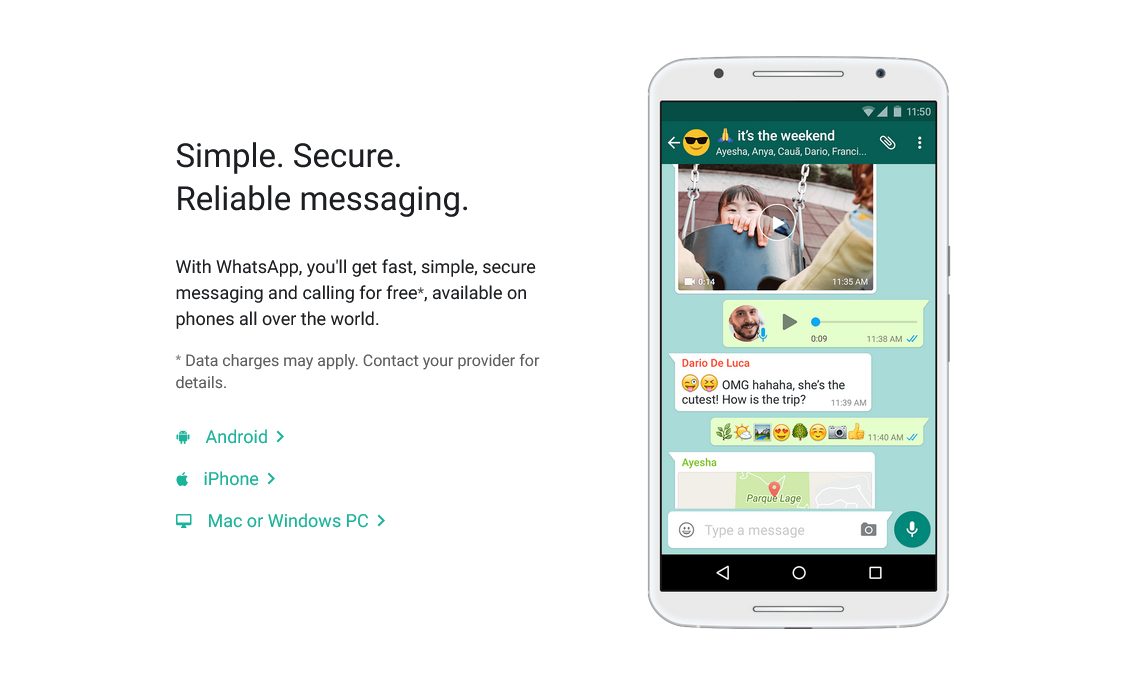 Simple. Secure.
Reliable messaging.
With WhatsApp, you'll get fast, simple, secure
messaging and calling for free*, available on
phones all over the world.
* Data charges may apply. Contact your provider for
details.
Android
iPhone
Mac or Windows PC
11:50
🙏 it's the weekend
Ayesha, Anya, Cauã, Dario, Franci...
0:14 11:35 AM
0:09 11:38 AM
Dario De Luca
😜😝 OMG hahaha, she's the
cutest! How is the trip?
11:39 AM
🌿🌤️🏞️😍🌳☺️📷👍 11:40 AM
Ayesha
Parque Lage
Type a message